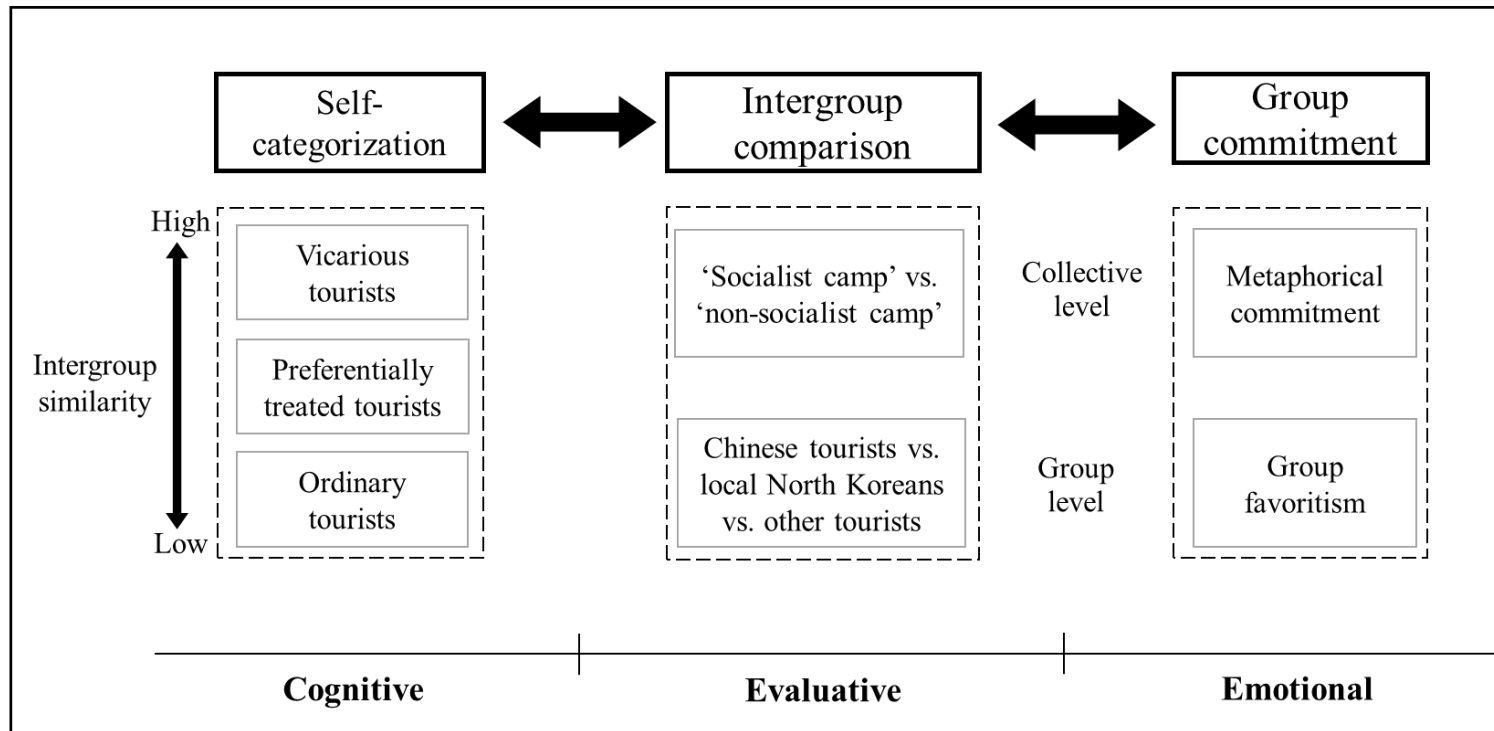 Self-
categorization
Intergroup
comparison
Group
commitment
High
Intergroup
similarity
Low
Vicarious
tourists
Preferentially
treated tourists
Ordinary
tourists
‘Socialist camp’ vs.
‘non-socialist camp’
Chinese tourists vs.
local North Koreans
vs. other tourists
Collective
level
Group
level
Metaphorical
commitment
Group
favoritism
Cognitive
Evaluative
Emotional